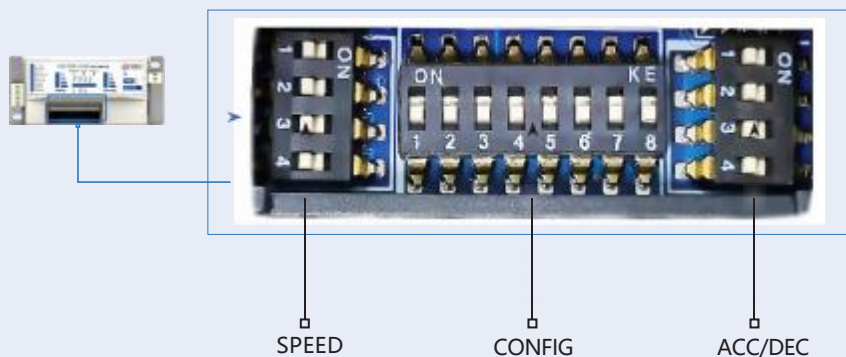 1 2 3 4
ON
ON KE
1 2 3 4 5 6 7 8
1 2 3 4
ON
SPEED
CONFIG
ACC/DEC